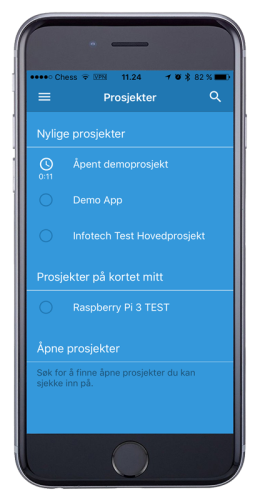 Chess VPN 11.24 82 %
Prosjekter
Nylige prosjekter
Åpent demoprosjekt
0:11
Demo App
Infotech Test Hovedprosjekt
Prosjekter på kortet mitt
Raspberry Pi 3 TEST
Åpne prosjekter
Søk for å finne åpne prosjekter du kan
sjekke inn på.